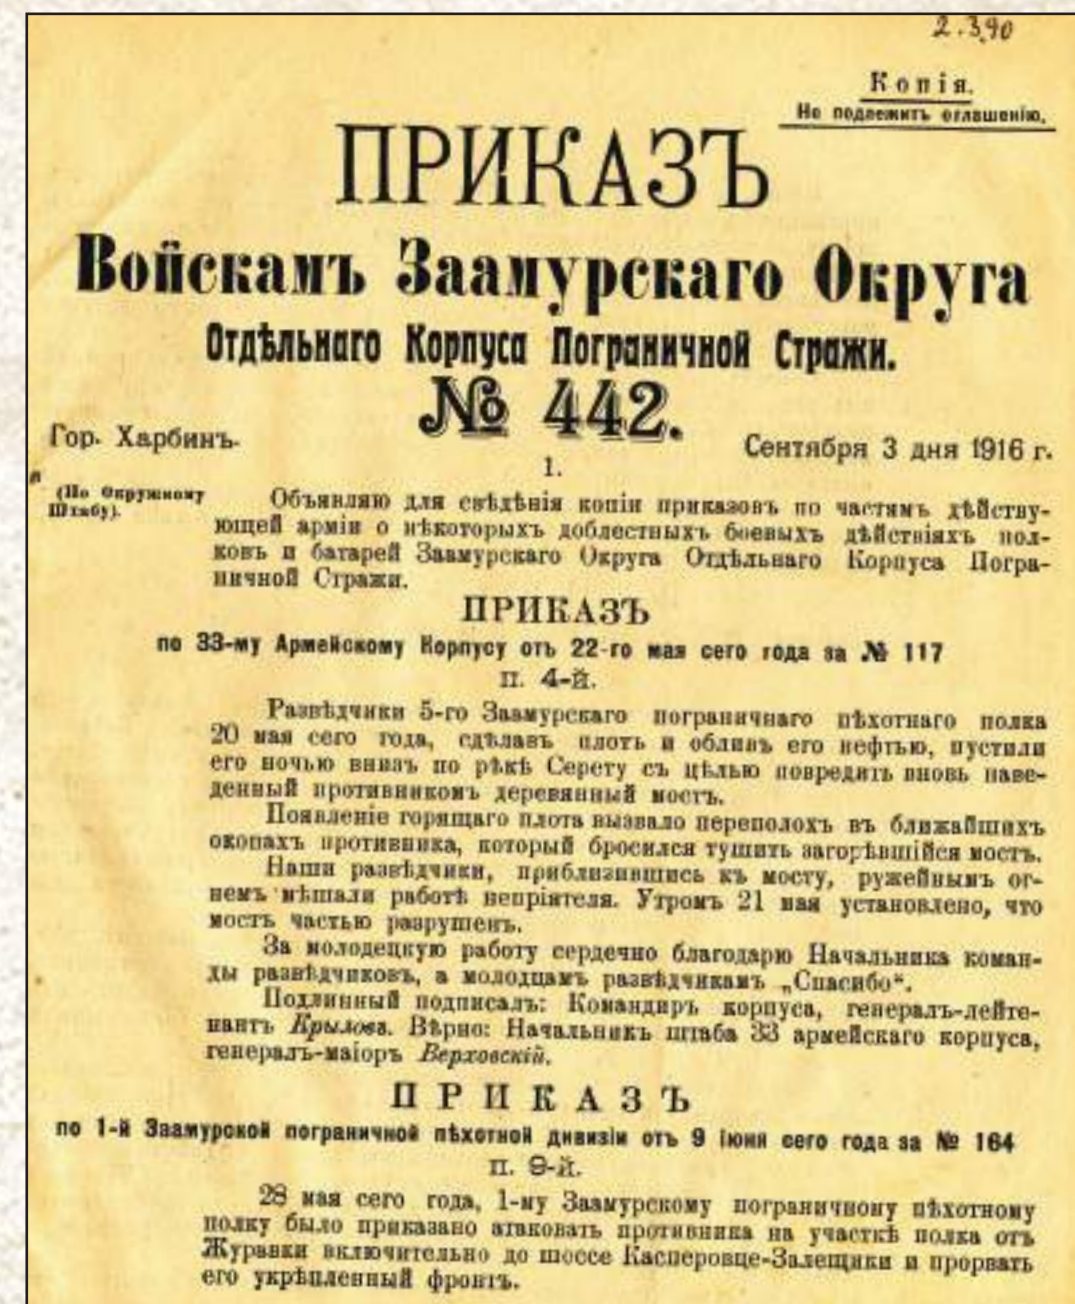 2.3.90
Копія.
Не подлежитъ оглашенію.
ПРИКАЗЪ
Войскамъ Заамурскаго Округа
Отдѣльнаго Корпуса Пограничной Стражи.
№ 442.
Гор. Харбинъ.
Сентября 3 дня 1916 г.
1.
(По Окружному
Штабу).
Объявляю для свѣдѣнія копіи приказовъ по частямъ дѣйству-
ющей арміи о нѣкоторыхъ доблестныхъ боевыхъ дѣйствіяхъ пол-
ковъ и батарей Заамурскаго Округа Отдѣльнаго Корпуса Погра-
ничной Стражи.
ПРИКАЗЪ
по 33-му Армейскому Корпусу отъ 22-го мая сего года за № 117
П. 4-й.
Развѣдчики 5-го Заамурскаго пограничнаго пѣхотнаго полка
20 мая сего года, сдѣлавъ плотъ и обливъ его нефтью, пустили
его ночью внизъ по рѣкѣ Серету съ цѣлью повредить вновь наве-
денный противникомъ деревянный мостъ.
Появленіе горящаго плота вызвало переполохъ въ ближайшихъ
окопахъ противника, который бросился тушить загорѣвшійся мостъ.
Наши развѣдчики, приблизившись къ мосту, ружейнымъ ог-
немъ мѣшали работѣ непріятеля. Утромъ 21 мая установлено, что
мостъ частью разрушенъ.
За молодецкую работу сердечно благодарю Начальника коман-
ды развѣдчиковъ, а молодцамъ развѣдчикамъ „Спасибо“.
Подлинный подписалъ: Командиръ корпуса, генералъ-лейте-
нантъ Крыловъ. Вѣрно: Начальникъ штаба 33 армейскаго корпуса,
генералъ-маіоръ Верховскій.
ПРИКАЗЪ
по 1-й Заамурской пограничной пѣхотной дивизіи отъ 9 іюня сего года за № 164
П. 9-й.
28 мая сего года, 1-му Заамурскому пограничному пѣхотному
полку было приказано атаковать противника на участкѣ полка отъ
Журавки включительно до шоссе Касперовце-Залещики и прорвать
его укрѣпленный фронтъ.